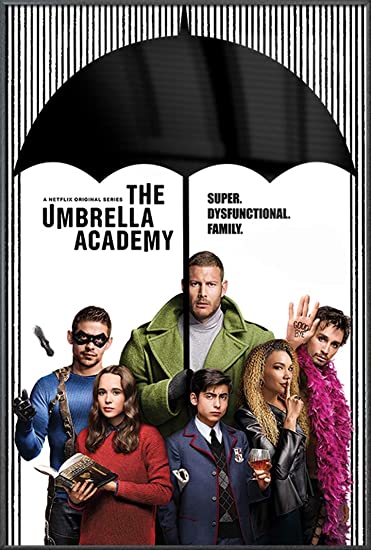 A NETFLIX ORIGINAL SERIES
THE
UMBRELLA
ACADEMY
SUPER.
DYSFUNCTIONAL.
FAMILY.
GOOD
BYE